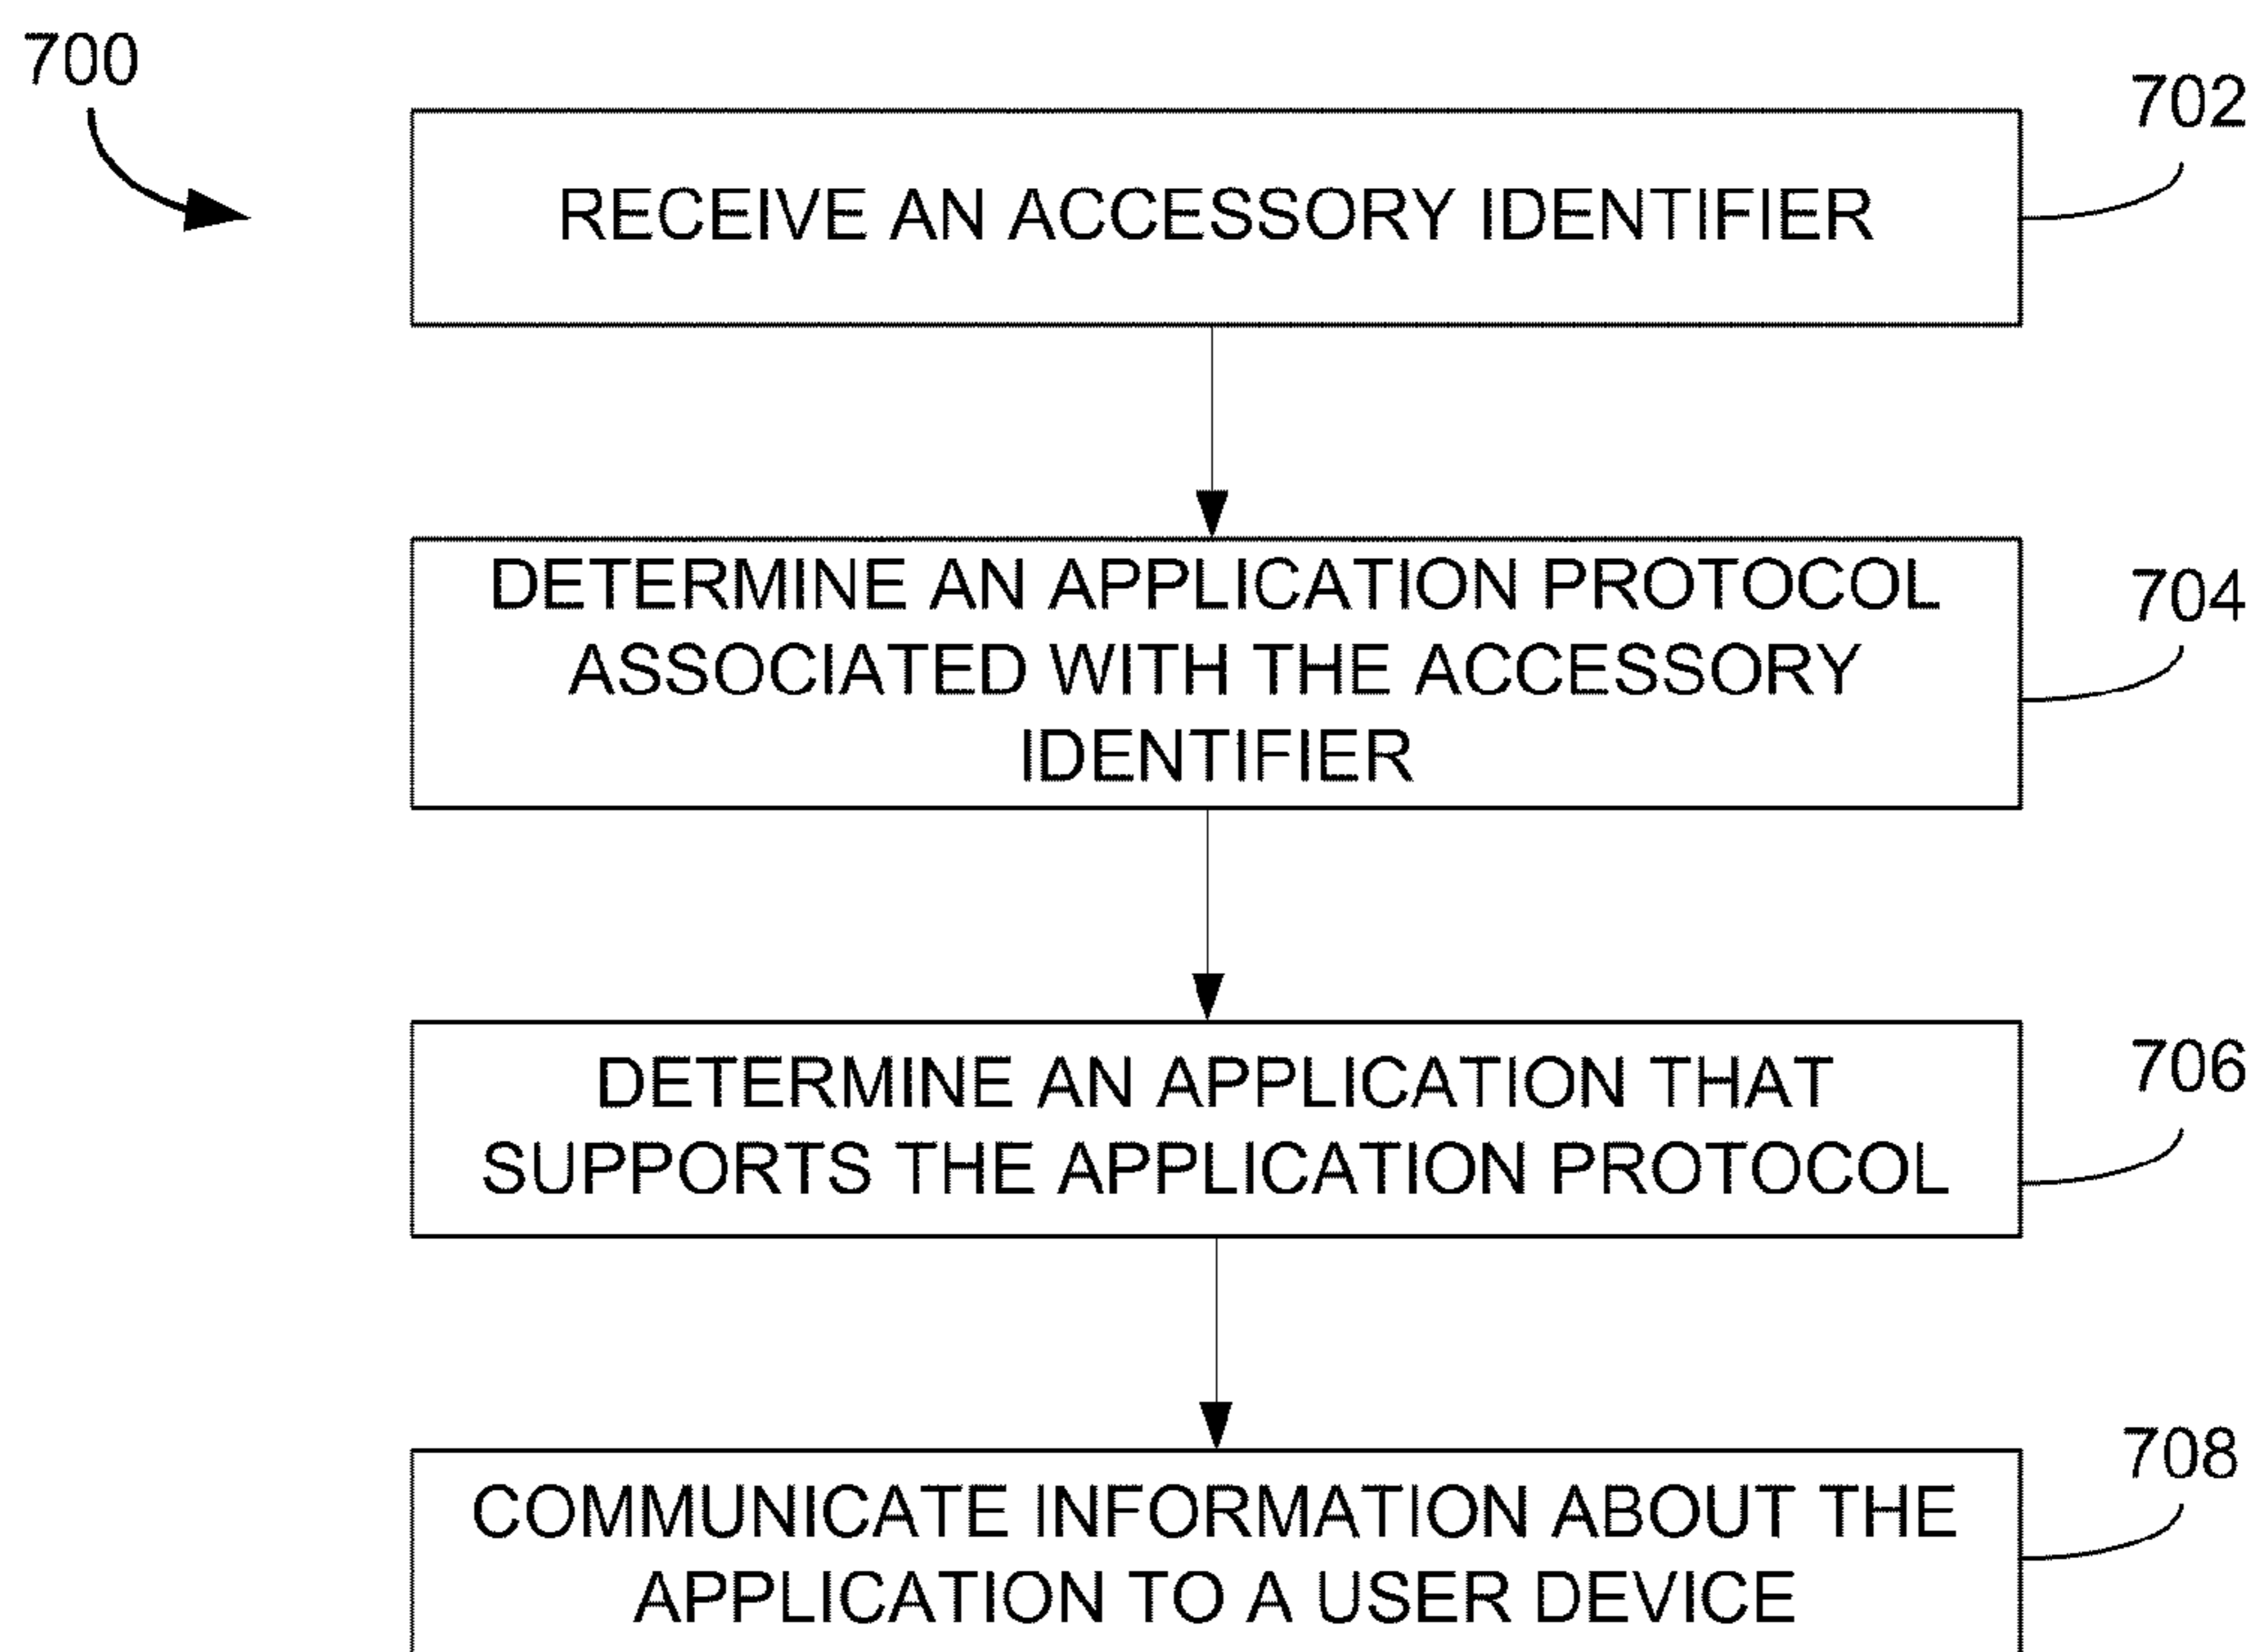 700
702
RECEIVE AN ACCESSORY IDENTIFIER
DETERMINE AN APPLICATION PROTOCOL
ASSOCIATED WITH THE ACCESSORY
IDENTIFIER
704
DETERMINE AN APPLICATION THAT
SUPPORTS THE APPLICATION PROTOCOL
706
COMMUNICATE INFORMATION ABOUT THE
APPLICATION TO A USER DEVICE
708